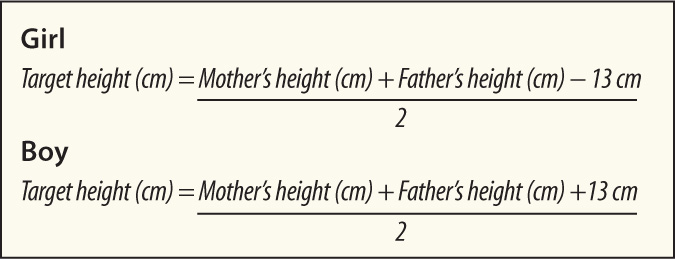 Girl
Target height (cm) = Mother's height (cm) + Father's height (cm) – 13 cm
2
Boy
Target height (cm) = Mother's height (cm) + Father's height (cm) +13 cm
2